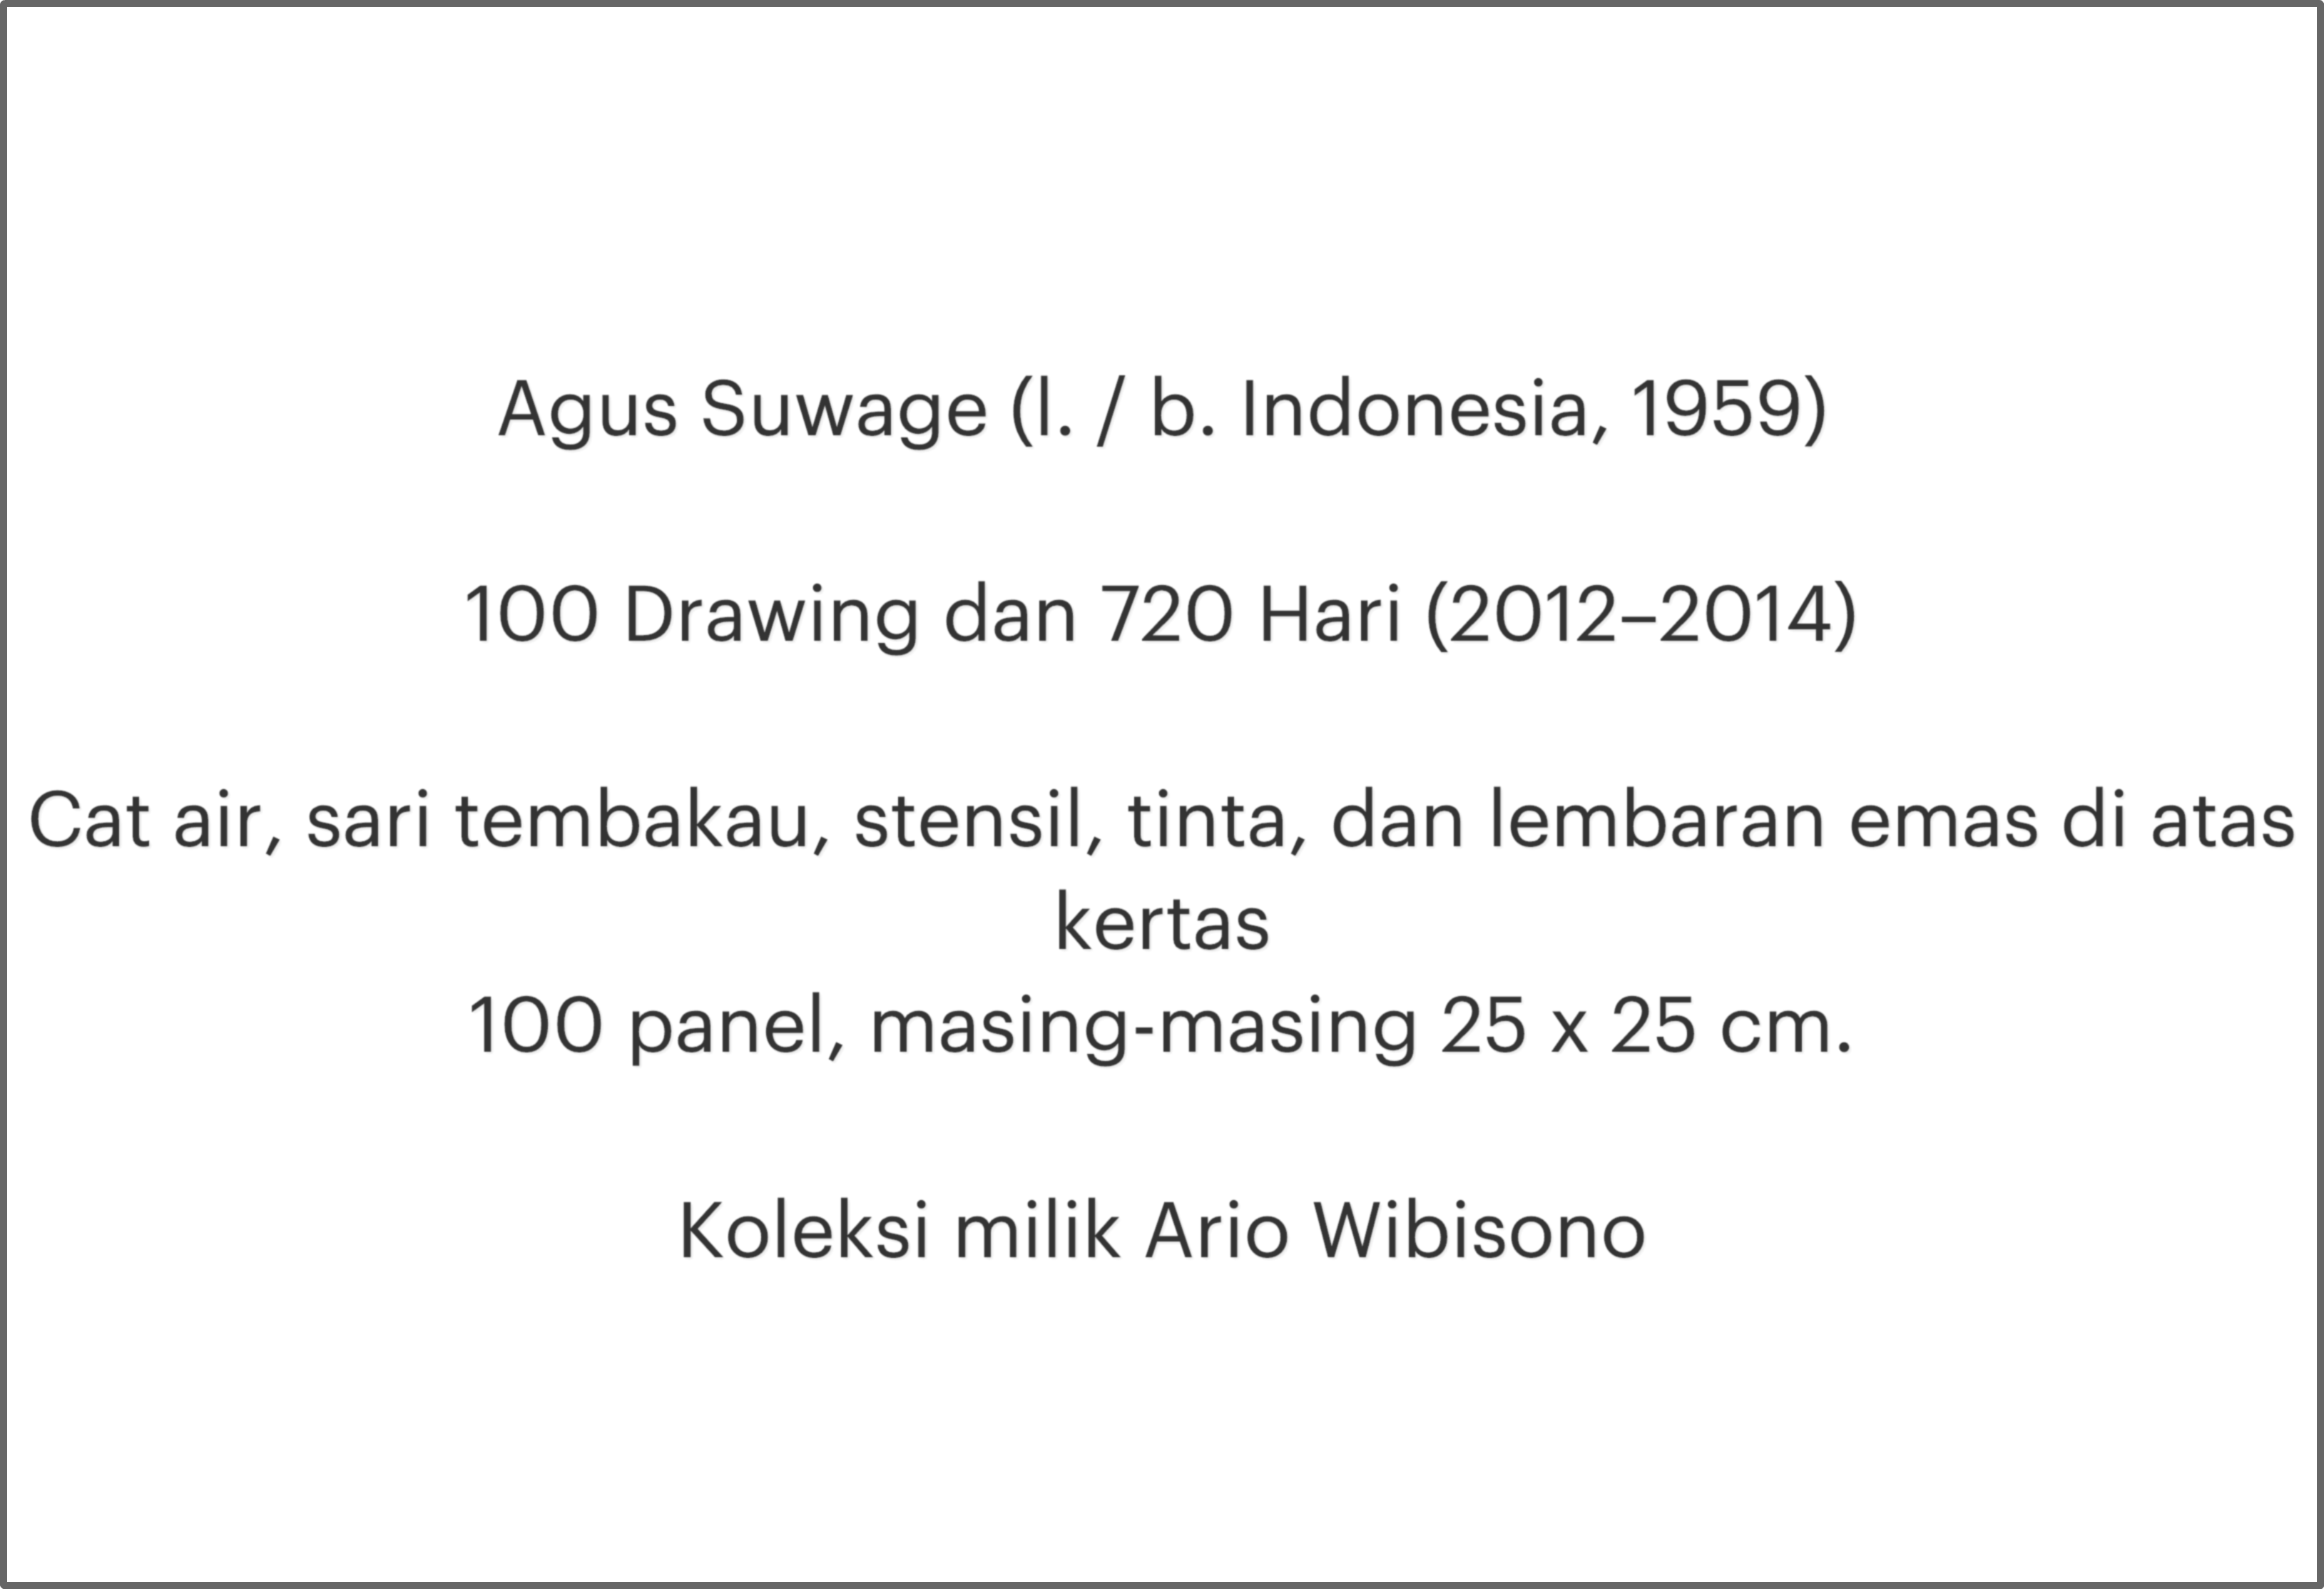 Agus Suwage (l. / b. Indonesia, 1959)
100 Drawing dan 720 Hari (2012–2014)
Cat air, sari tembakau, stensil, tinta, dan lembaran emas di atas
kertas
100 panel, masing-masing 25 x 25 cm.
Koleksi milik Ario Wibisono